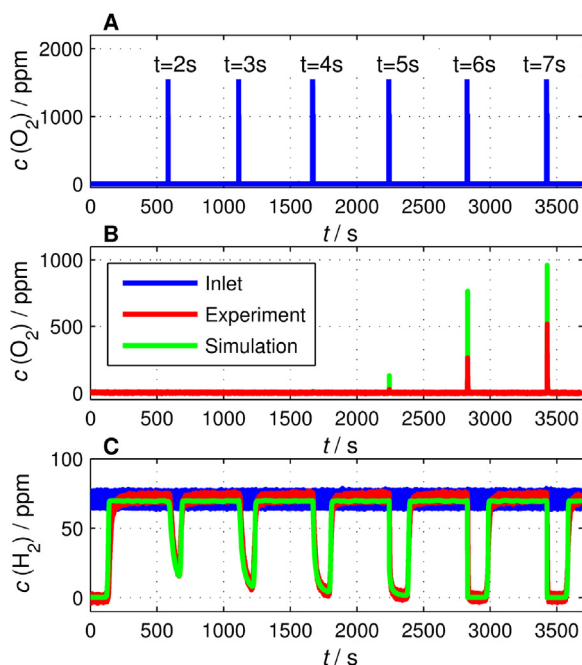 A
c (O2) / ppm
2000
1000
0
t=2s t=3s t=4s t=5s t=6s t=7s
0 500 1000 1500 2000 2500 3000 3500
t / s
B
c (O2) / ppm
1000
500
0
Inlet
Experiment
Simulation
0 500 1000 1500 2000 2500 3000 3500
t / s
C
c (H2) / ppm
100
50
0
0 500 1000 1500 2000 2500 3000 3500
t / s